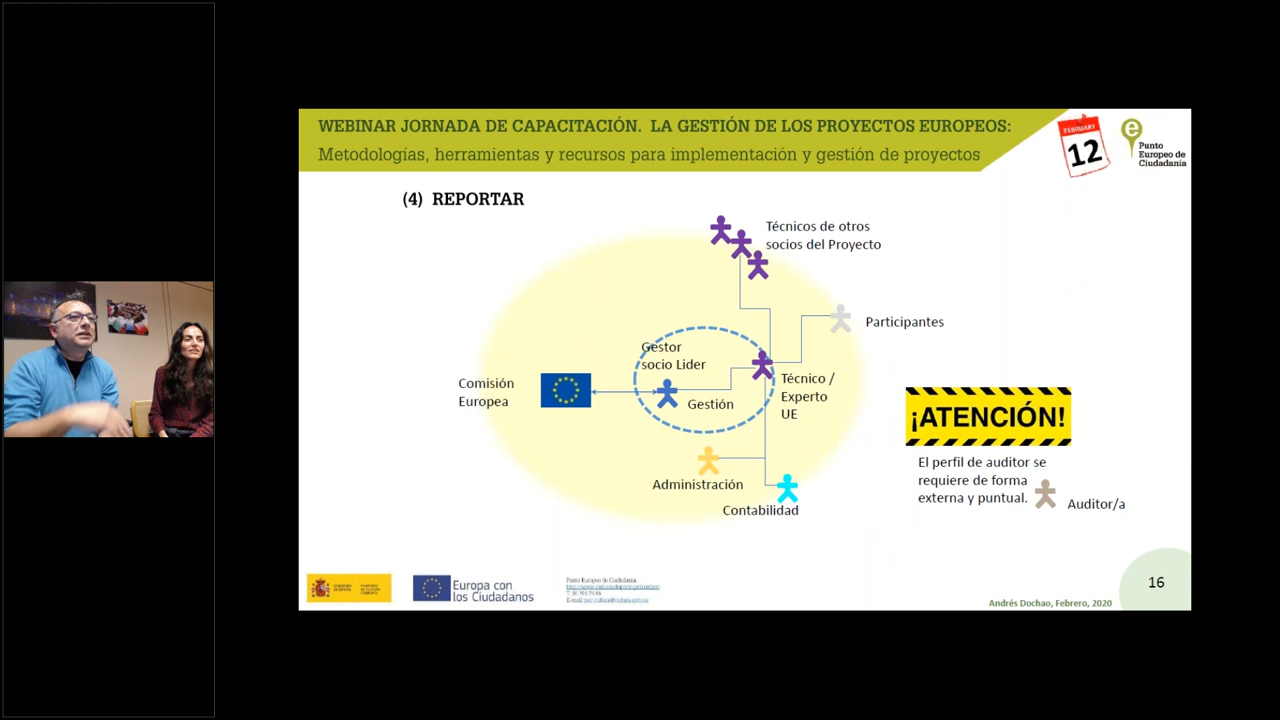 WEBINAR JORNADA DE CAPACITACIÓN. LA GESTIÓN DE LOS PROYECTOS EUROPEOS:
Metodologías, herramientas y recursos para implementación y gestión de proyectos
FEBRUARY
12
e
Punto
Europeo de
Ciudadanía
(4) REPORTAR
Técnicos de otros
socios del Proyecto
Participantes
Gestor
socio Lider
Comisión
Europea
Gestión
Técnico /
Experto
UE
Administración
Contabilidad
¡ATENCIÓN!
El perfil de auditor se
requiere de forma
externa y puntual.
Auditor/a
Europa con
los Ciudadanos
Punto Europeo de Ciudadanía
16
Andrés Dochao, Febrero, 2020